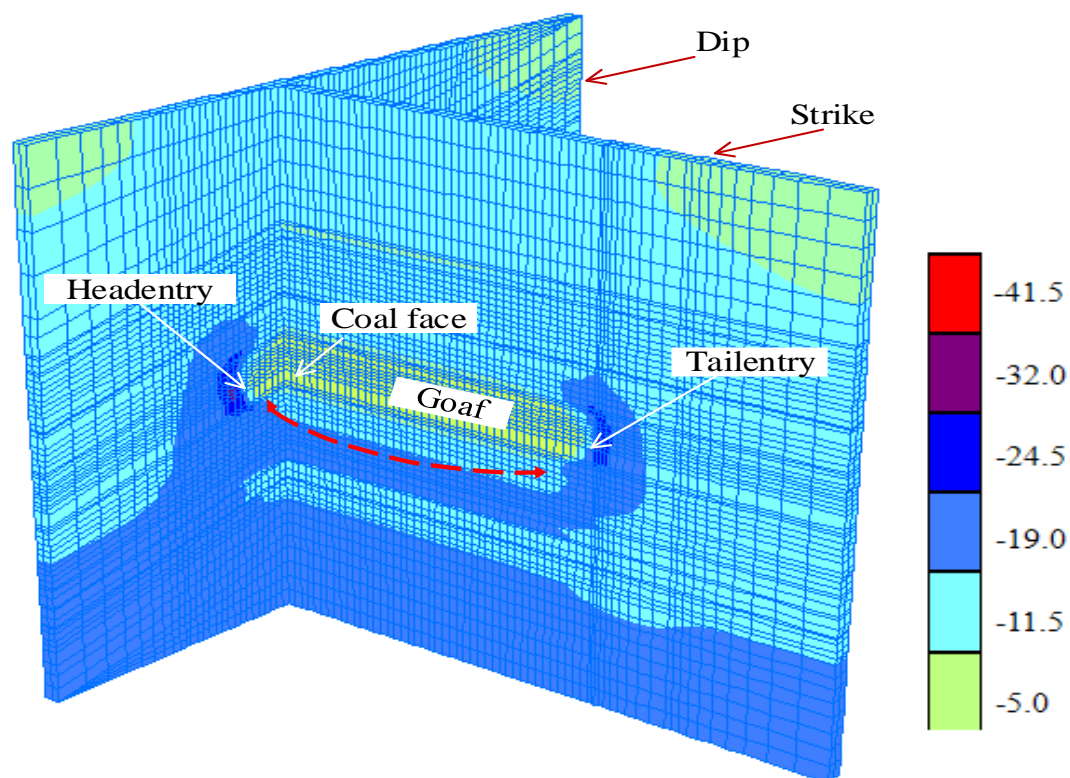 Dip
Strike
Headentry
Coal face
Tailentry
Goaf
-41.5
-32.0
-24.5
-19.0
-11.5
-5.0